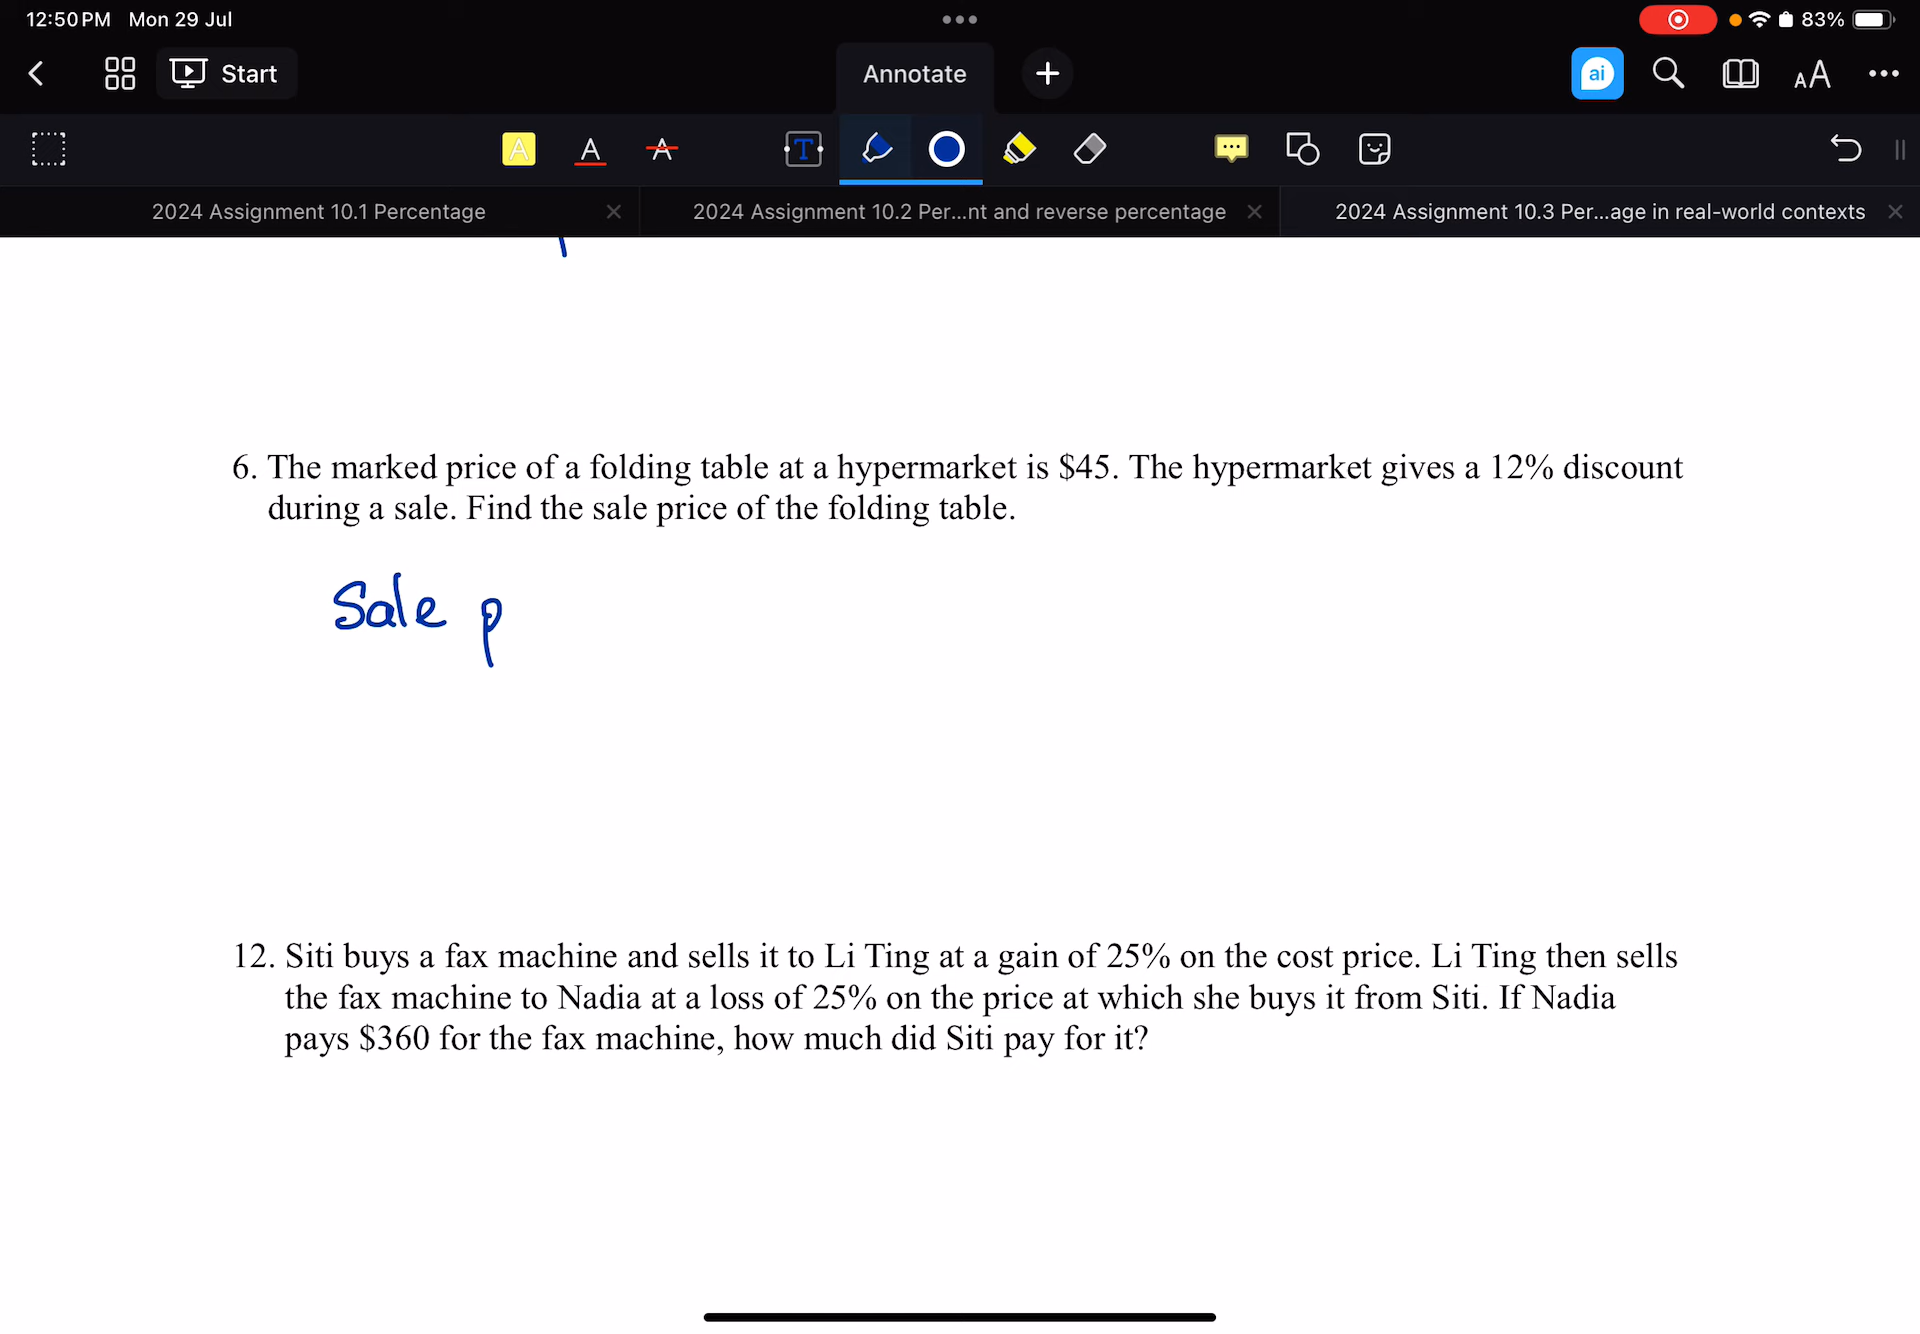 12:50 PM Mon 29 Jul
83%
Start
Annotate
ai
AA
A A A T
2024 Assignment 10.1 Percentage
2024 Assignment 10.2 Per...nt and reverse percentage
2024 Assignment 10.3 Per...age in real-world contexts
6. The marked price of a folding table at a hypermarket is $45. The hypermarket gives a 12% discount
during a sale. Find the sale price of the folding table.
Sale p
12. Siti buys a fax machine and sells it to Li Ting at a gain of 25% on the cost price. Li Ting then sells
the fax machine to Nadia at a loss of 25% on the price at which she buys it from Siti. If Nadia
pays $360 for the fax machine, how much did Siti pay for it?